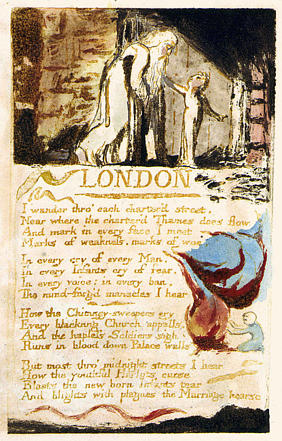 LONDON
I wander thro' each charter'd street,
Near where the charter'd Thames does flow
And mark in every face I meet
Marks of weakness, marks of woe
In every cry of every Man,
In every Infants cry of fear,
In every voice; in every ban,
The mind-forg'd manacles I hear
How the Chimney-sweepers cry
Every blackning Church appalls,
And the hapless Soldiers sigh
Runs in blood down Palace walls
But most thro' midnight streets I hear
How the youthful Harlots curse
Blasts the new born Infants tear
And blights with plagues the Marriage hearse